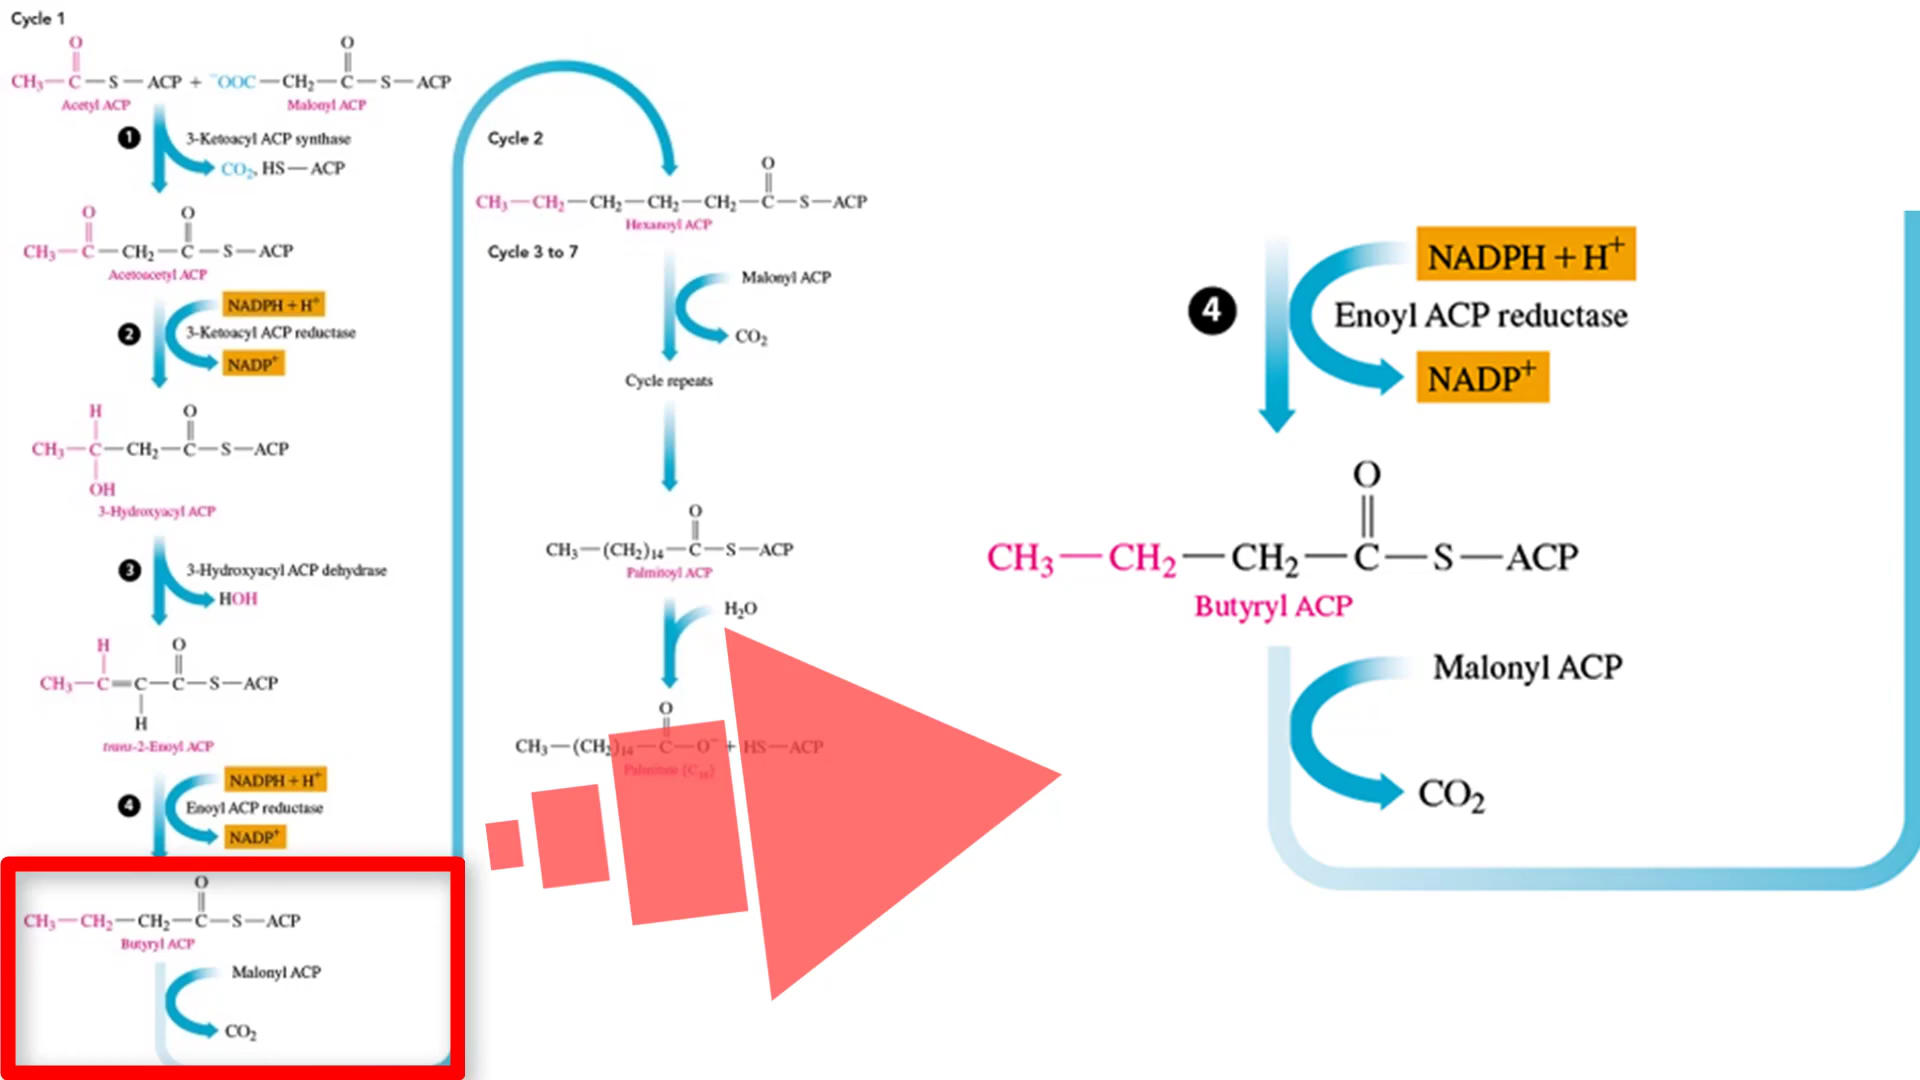 Cycle 1
CH₃—C—S—ACP + ⁻OOC—CH₂—C—S—ACP
O
O
Acetyl ACP
Malonyl ACP
1
3-Ketoacyl ACP synthase
CO₂, HS—ACP
O
O
CH₃—C—CH₂—C—S—ACP
Acetoacetyl ACP
NADPH + H⁺
2
3-Ketoacyl ACP reductase
NADP⁺
H
O
CH₃—C—CH₂—C—S—ACP
OH
3-Hydroxyacyl ACP
3
3-Hydroxyacyl ACP dehydrase
HOH
H
O
CH₃—C=C—C—S—ACP
H
trans-2-Enoyl ACP
NADPH + H⁺
4
Enoyl ACP reductase
NADP⁺
O
CH₃—CH₂—CH₂—C—S—ACP
Butyryl ACP
Malonyl ACP
CO₂
Cycle 2
O
CH₃—CH₂—CH₂—CH₂—CH₂—C—S—ACP
Hexanoyl ACP
Cycle 3 to 7
Malonyl ACP
CO₂
Cycle repeats
O
CH₃—(CH₂)₁₄—C—S—ACP
Palmitoyl ACP
H₂O
O
CH₃—(CH₂)₁₄—C—O⁻ + HS—ACP
Palmitate (C₁₆)
NADPH + H⁺
4
Enoyl ACP reductase
NADP⁺
O
CH₃—CH₂—CH₂—C—S—ACP
Butyryl ACP
Malonyl ACP
CO₂